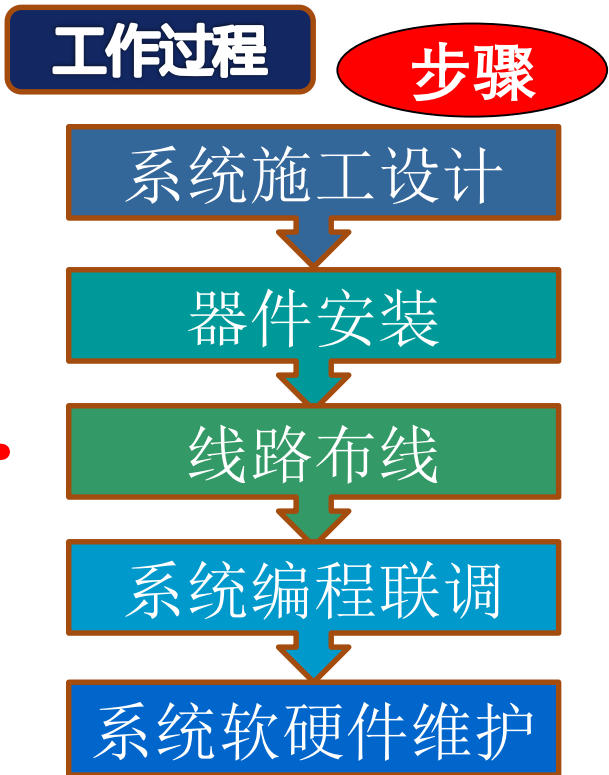 工作过程
步骤
系统施工设计
器件安装
线路布线
系统编程联调
系统软硬件维护